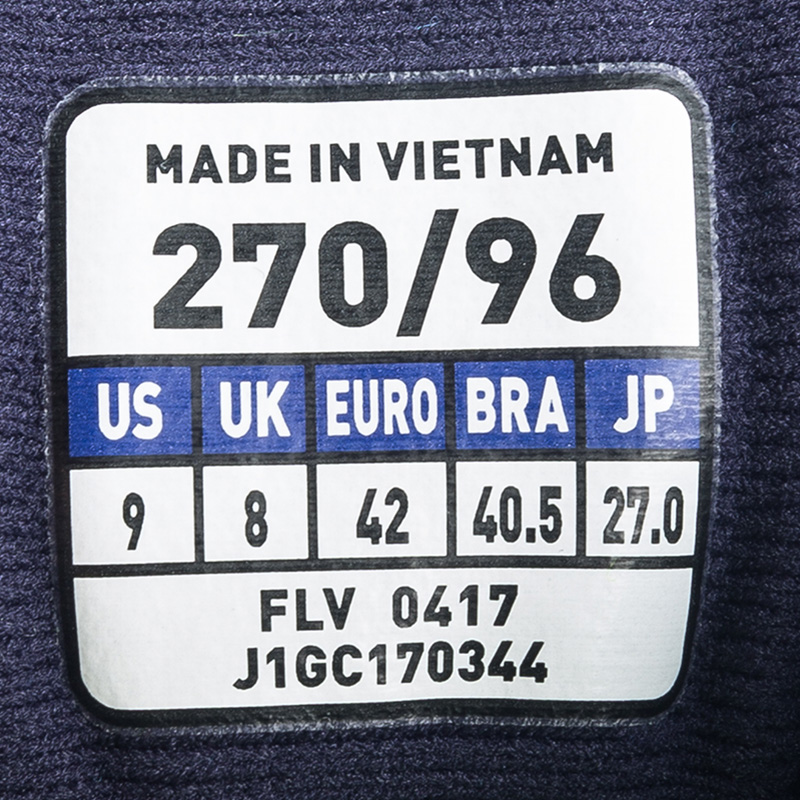 MADE IN VIETNAM
270/96
US UK EURO BRA JP
9 8 42 40.5 27.0
FLV 0417
J1GC170344